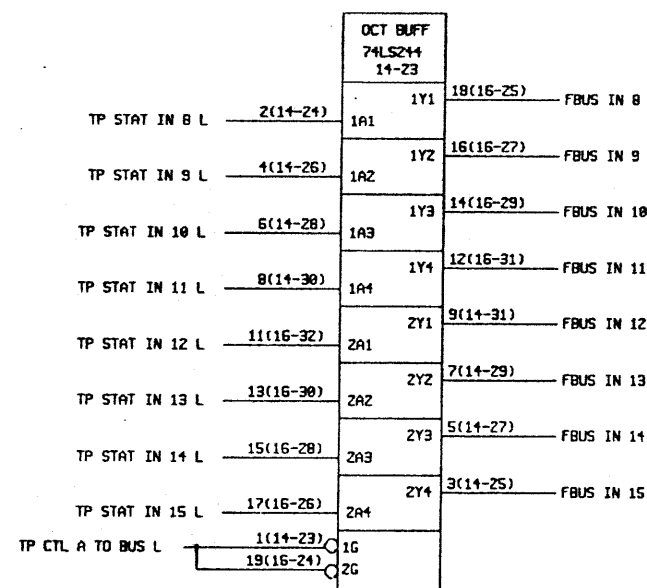 OCT BUFF
74LS244
14-23
TP STAT IN 8 L 2(14-24) 1A1 1Y1 18(16-25) FBUS IN 8
TP STAT IN 9 L 4(14-26) 1A2 1Y2 16(16-27) FBUS IN 9
TP STAT IN 10 L 6(14-28) 1A3 1Y3 14(16-29) FBUS IN 10
TP STAT IN 11 L 8(14-30) 1A4 1Y4 12(16-31) FBUS IN 11
TP STAT IN 12 L 11(16-32) 2A1 2Y1 9(14-31) FBUS IN 12
TP STAT IN 13 L 13(16-30) 2A2 2Y2 7(14-29) FBUS IN 13
TP STAT IN 14 L 15(16-28) 2A3 2Y3 5(14-27) FBUS IN 14
TP STAT IN 15 L 17(16-26) 2A4 2Y4 3(14-25) FBUS IN 15
TP CTL A TO BUS L 1(14-23) 1G
19(16-24) 2G